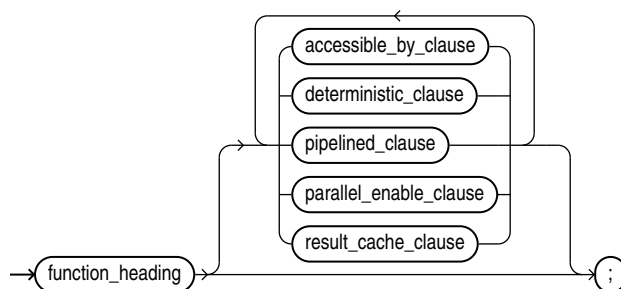 accessible_by_clause
deterministic_clause
pipelined_clause
parallel_enable_clause
result_cache_clause
function_heading ;